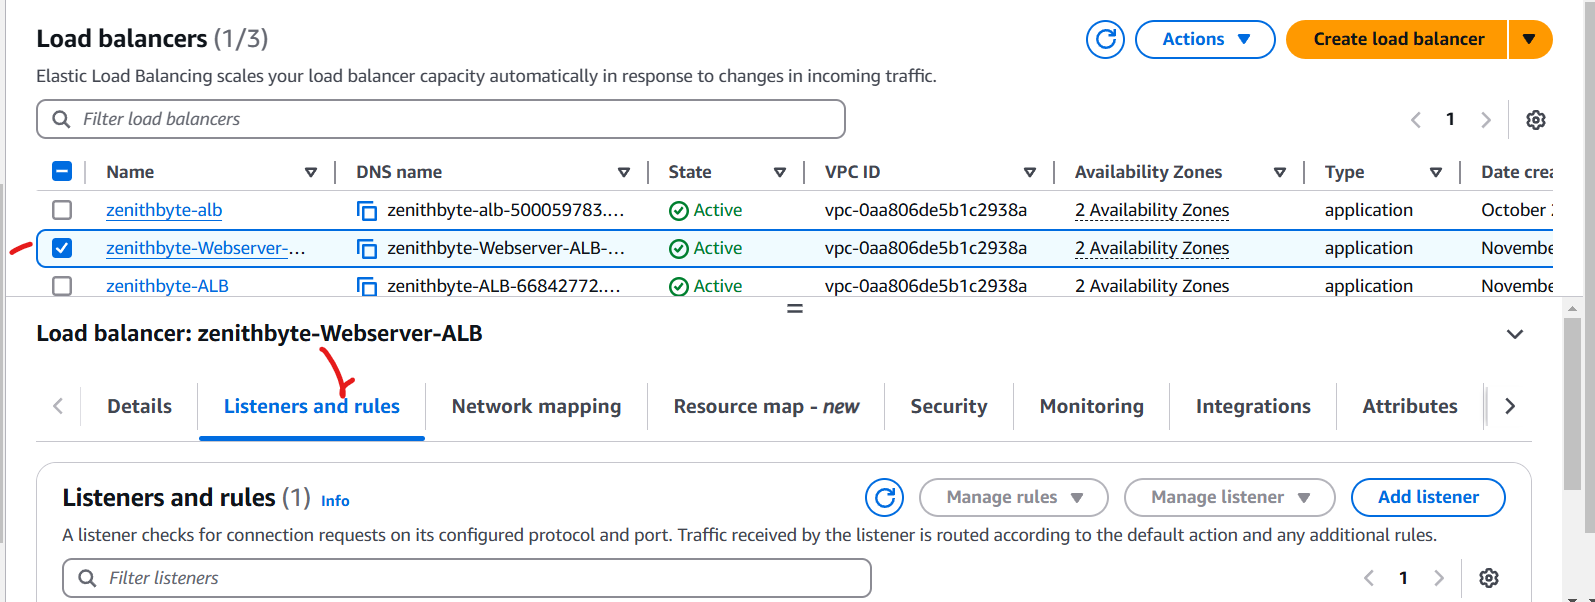 Load balancers (1/3)
Actions
Create load balancer
Elastic Load Balancing scales your load balancer capacity automatically in response to changes in incoming traffic.
Filter load balancers
1
Name DNS name State VPC ID Availability Zones Type Date crea
zenithbyte-alb zenithbyte-alb-500059783.... Active vpc-0aa806de5b1c2938a 2 Availability Zones application October
zenithbyte-Webserver-... zenithbyte-Webserver-ALB-... Active vpc-0aa806de5b1c2938a 2 Availability Zones application Novembe
zenithbyte-ALB zenithbyte-ALB-66842772.... Active vpc-0aa806de5b1c2938a 2 Availability Zones application Novembe
Load balancer: zenithbyte-Webserver-ALB
Details Listeners and rules Network mapping Resource map - new Security Monitoring Integrations Attributes
Listeners and rules (1) Info
Manage rules
Manage listener
Add listener
A listener checks for connection requests on its configured protocol and port. Traffic received by the listener is routed according to the default action and any additional rules.
Filter listeners
1